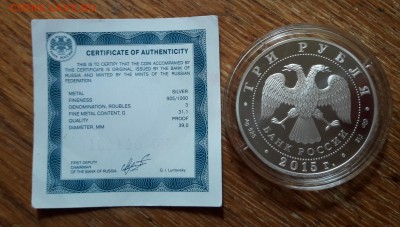 coins.su
CERTIFICATE OF AUTHENTICITY
THIS IS TO CERTIFY THAT THE COIN ACCOMPANIED BY
THIS CERTIFICATE IS ORIGINAL, ISSUED BY THE BANK OF
RUSSIA AND MINTED BY THE MINTS OF THE RUSSIAN
FEDERATION.
METAL SILVER
FINENESS 925/1000
DENOMINATION, ROUBLES 3
FINE METAL CONTENT, G 31.1
QUALITY PROOF
DIAMETER, MM 39.0
FIRST DEPUTY
CHAIRMAN
OF THE BANK OF RUSSIA
ТРИ РУБЛЯ
БАНК РОССИИ
2015 г.